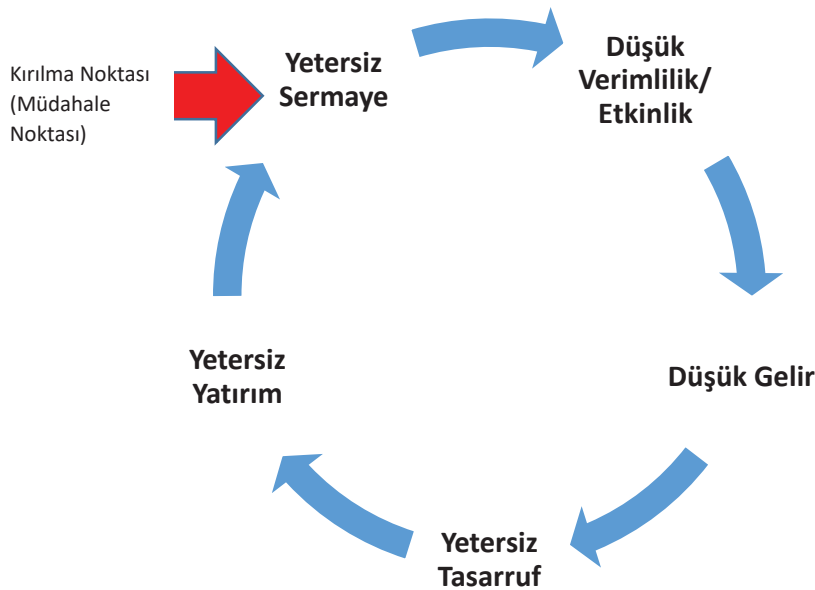 Kırılma Noktası
(Müdahale
Noktası)
Yetersiz
Sermaye
Düşük
Verimlilik/
Etkinlik
Düşük Gelir
Yetersiz
Tasarruf
Yetersiz
Yatırım